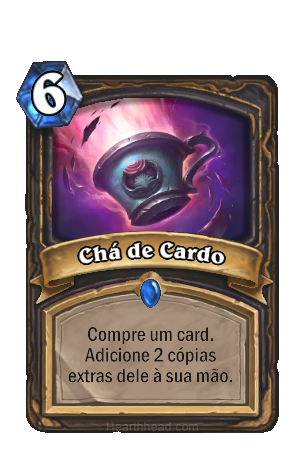 6
Chá de Cardo
Compre um card.
Adicione 2 cópias
extras dele à sua mão.
Hearthhead.com